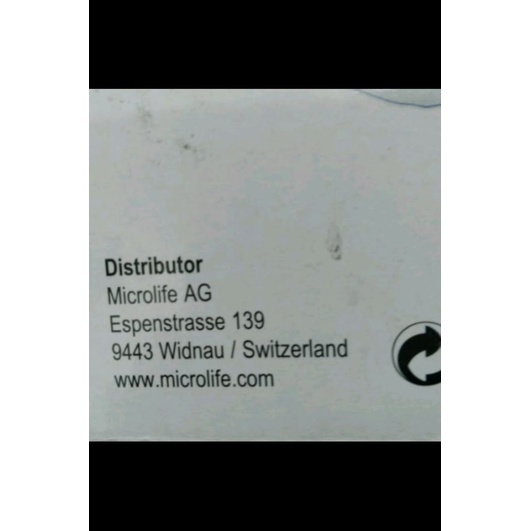 Distributor
Microlife AG
Espenstrasse 139
9443 Widnau / Switzerland
www.microlife.com